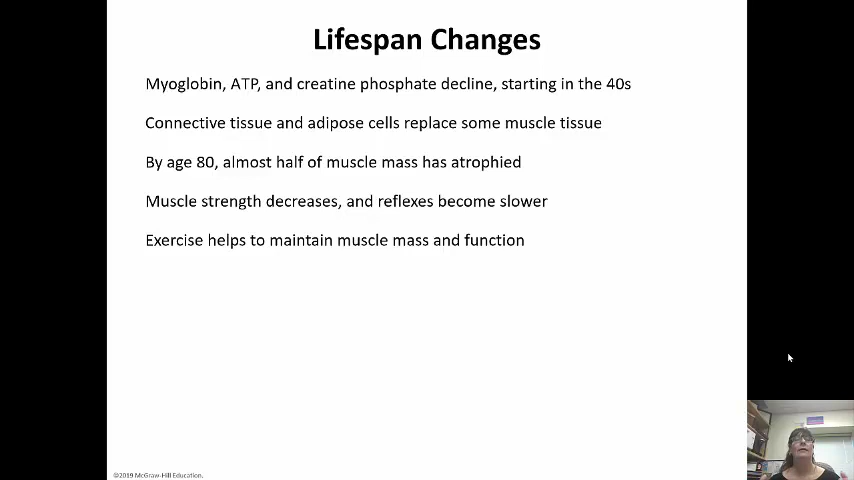 Lifespan Changes
Myoglobin, ATP, and creatine phosphate decline, starting in the 40s
Connective tissue and adipose cells replace some muscle tissue
By age 80, almost half of muscle mass has atrophied
Muscle strength decreases, and reflexes become slower
Exercise helps to maintain muscle mass and function
©2019 McGraw-Hill Education.